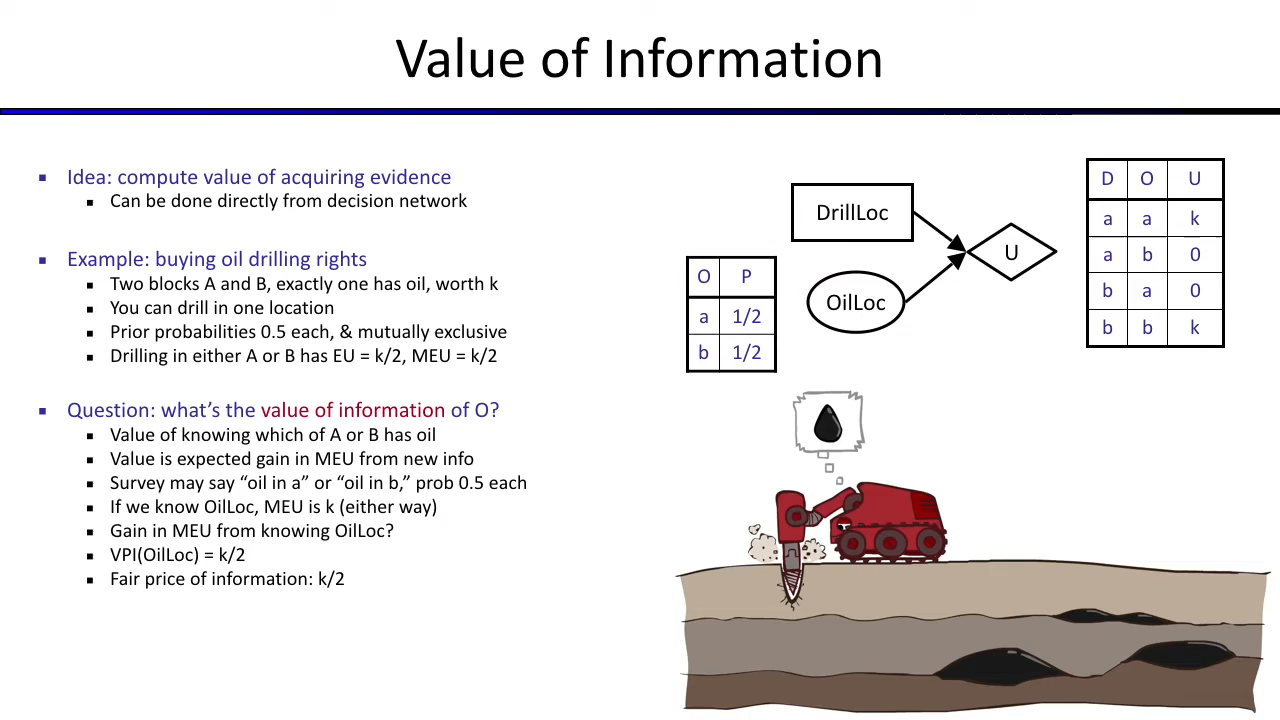 Value of Information
Idea: compute value of acquiring evidence
Can be done directly from decision network
Example: buying oil drilling rights
Two blocks A and B, exactly one has oil, worth k
You can drill in one location
Prior probabilities 0.5 each, & mutually exclusive
Drilling in either A or B has EU = k/2, MEU = k/2
Question: what’s the value of information of O?
Value of knowing which of A or B has oil
Value is expected gain in MEU from new info
Survey may say “oil in a” or “oil in b,” prob 0.5 each
If we know OilLoc, MEU is k (either way)
Gain in MEU from knowing OilLoc?
VPI(OilLoc) = k/2
Fair price of information: k/2
DrillLoc
OilLoc
U
O P
a 1/2
b 1/2
D O U
a a k
a b 0
b a 0
b b k